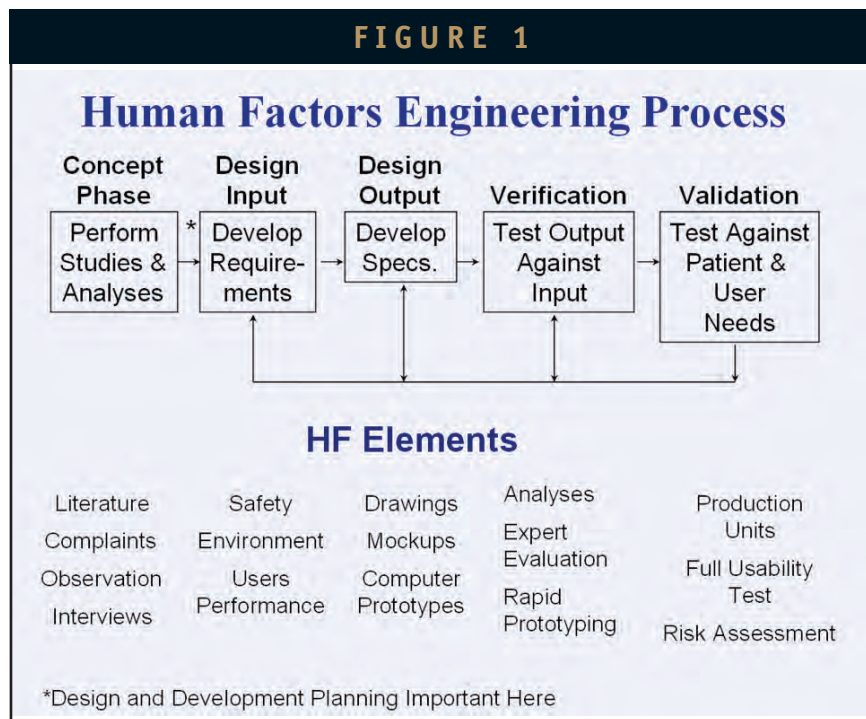 FIGURE 1
Human Factors Engineering Process
Concept
Phase
Design
Input
Design
Output
Verification
Validation
Perform
Studies &
Analyses
*
Develop
Require-
ments
Develop
Specs.
Test Output
Against
Input
Test Against
Patient &
User
Needs
HF Elements
Literature
Complaints
Observation
Interviews
Safety
Environment
Users
Performance
Drawings
Mockups
Computer
Prototypes
Analyses
Expert
Evaluation
Rapid
Prototyping
Production
Units
Full Usability
Test
Risk Assessment
*Design and Development Planning Important Here